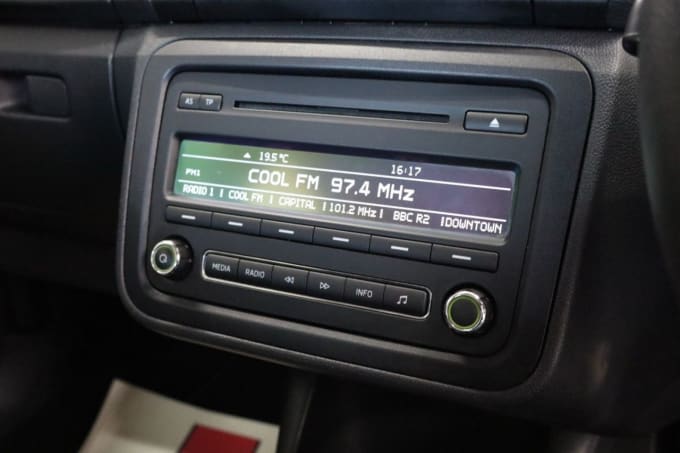 AS TP
19.5°C 16:17
FM1 COOL FM 97.4 MHz
RADIO 1 | COOL FM | CAPITAL | 101.2 MHz | BBC R2 | DOWNTOWN
MEDIA RADIO INFO